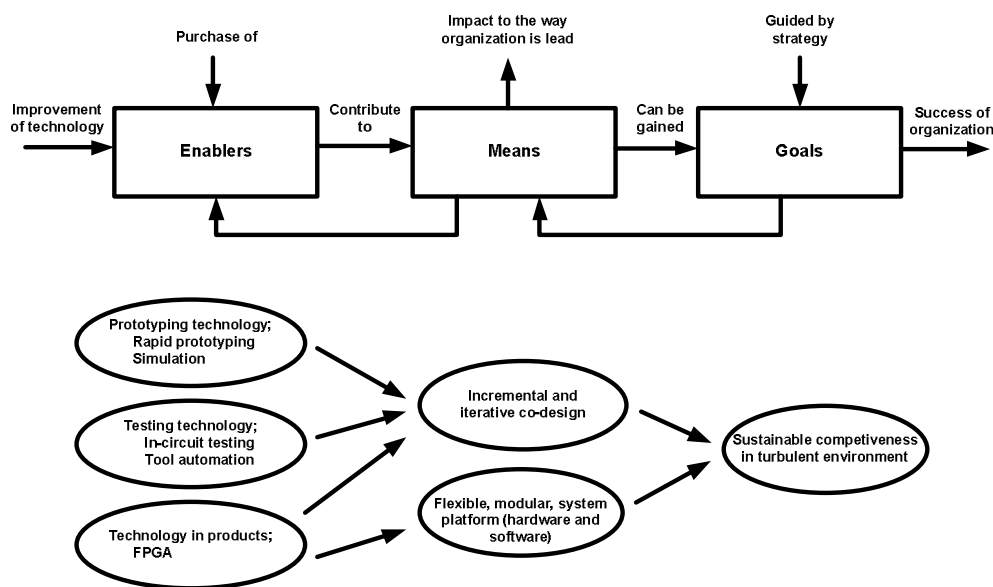 Purchase of
Impact to the way
organization is lead
Guided by
strategy
Improvement
of technology
Enablers
Contribute
to
Means
Can be
gained
Goals
Success of
organization
Prototyping technology;
Rapid prototyping
Simulation
Testing technology;
In-circuit testing
Tool automation
Technology in products;
FPGA
Incremental and
iterative co-design
Flexible, modular, system
platform (hardware and
software)
Sustainable competiveness
in turbulent environment